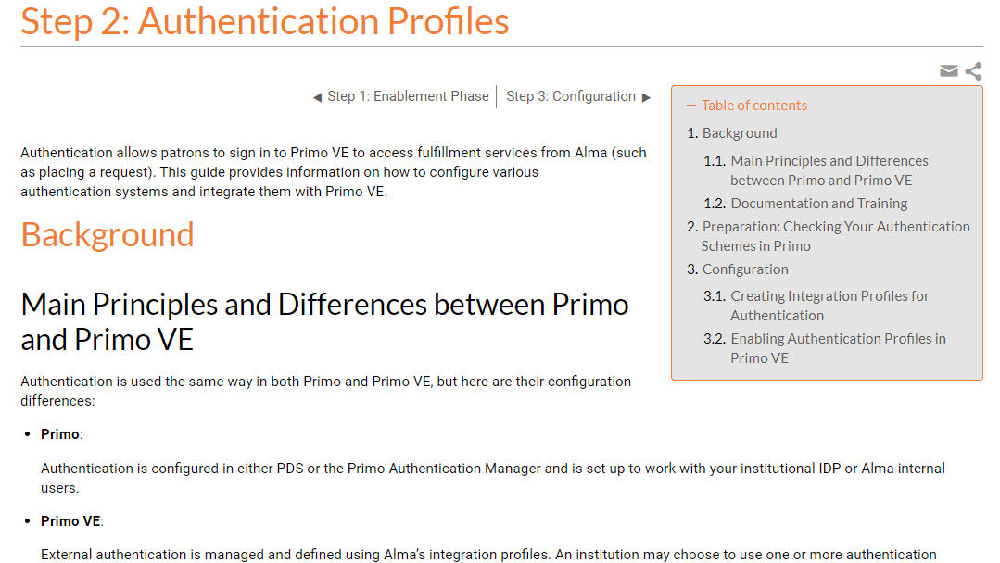 Step 2: Authentication Profiles
◀ Step 1: Enablement Phase | Step 3: Configuration ▶
Authentication allows patrons to sign in to Primo VE to access fulfillment services from Alma (such
as placing a request). This guide provides information on how to configure various
authentication systems and integrate them with Primo VE.
Background
Main Principles and Differences between Primo
and Primo VE
Authentication is used the same way in both Primo and Primo VE, but here are their configuration
differences:
• Primo:
Authentication is configured in either PDS or the Primo Authentication Manager and is set up to work with your institutional IDP or Alma internal
users.
• Primo VE:
External authentication is managed and defined using Alma’s integration profiles. An institution may choose to use one or more authentication
− Table of contents
1. Background
1.1. Main Principles and Differences
between Primo and Primo VE
1.2. Documentation and Training
2. Preparation: Checking Your Authentication
Schemes in Primo
3. Configuration
3.1. Creating Integration Profiles for
Authentication
3.2. Enabling Authentication Profiles in
Primo VE